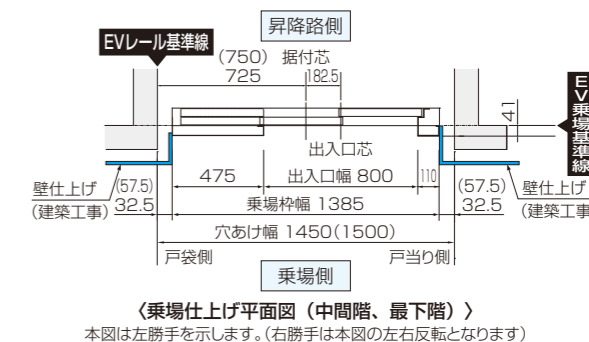 昇降路側
EVレール基準線
(750) 据付芯
725 182.5
41
EV乗場基準線
出入口芯
475 出入口幅 800 110
壁仕上げ (57.5) (57.5) 壁仕上げ
(建築工事) 32.5 乗場枠幅 1385 32.5 (建築工事
穴あけ幅 1450(1500)
戸袋側 戸当り側
乗場側
〈乗場仕上げ平面図（中間階、最下階）〉
本図は左勝手を示します。(右勝手は本図の左右反転となります)